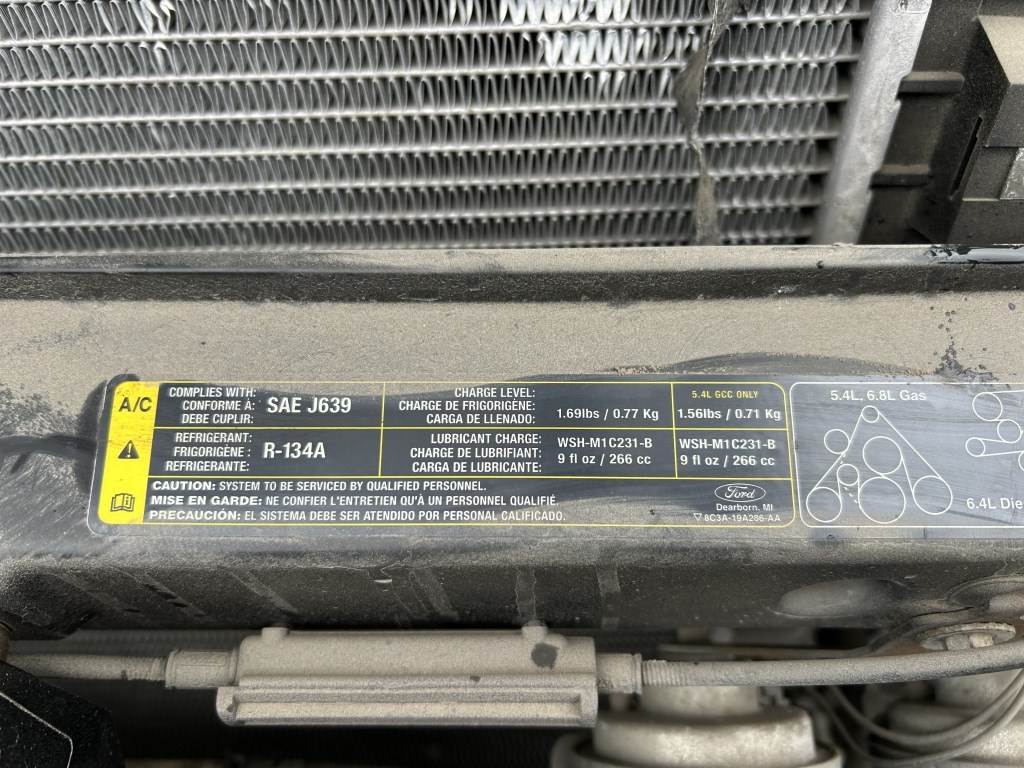 A/C
COMPLIES WITH:
CONFORME À:
DEBE CUPLIR:
SAE J639
CHARGE LEVEL:
CHARGE DE FRIGORIGÈNE:
CARGA DE LLENADO:
1.69lbs / 0.77 Kg
5.4L GCC ONLY
1.56lbs / 0.71 Kg
REFRIGERANT:
FRIGORIGÈNE :
REFRIGERANTE:
R-134A
LUBRICANT CHARGE:
CHARGE DE LUBRIFIANT:
CARGA DE LUBRICANTE:
WSH-M1C231-B
9 fl oz / 266 cc
WSH-M1C231-B
9 fl oz / 266 cc
CAUTION: SYSTEM TO BE SERVICED BY QUALIFIED PERSONNEL.
MISE EN GARDE: NE CONFIER L'ENTRETIEN QU'À UN PERSONNEL QUALIFIÉ.
PRECAUCIÓN: EL SISTEMA DEBE SER ATENDIDO POR PERSONAL CALIFICADO.
Ford
Dearborn, MI
8C3A-19A286-AA
5.4L, 6.8L Gas
6.4L Die